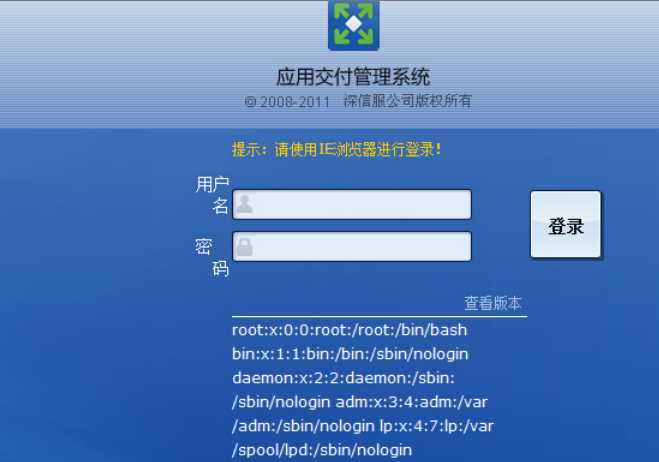 应用交付管理系统
© 2008-2011 深信服公司版权所有
提示：请使用IE浏览器进行登录!
用户
名
登录
密
码
查看版本
root:x:0:0:root:/root:/bin/bash
bin:x:1:1:bin:/bin:/sbin/nologin
daemon:x:2:2:daemon:/sbin:
/sbin/nologin adm:x:3:4:adm:/var
/adm:/sbin/nologin lp:x:4:7:lp:/var
/spool/lpd:/sbin/nologin